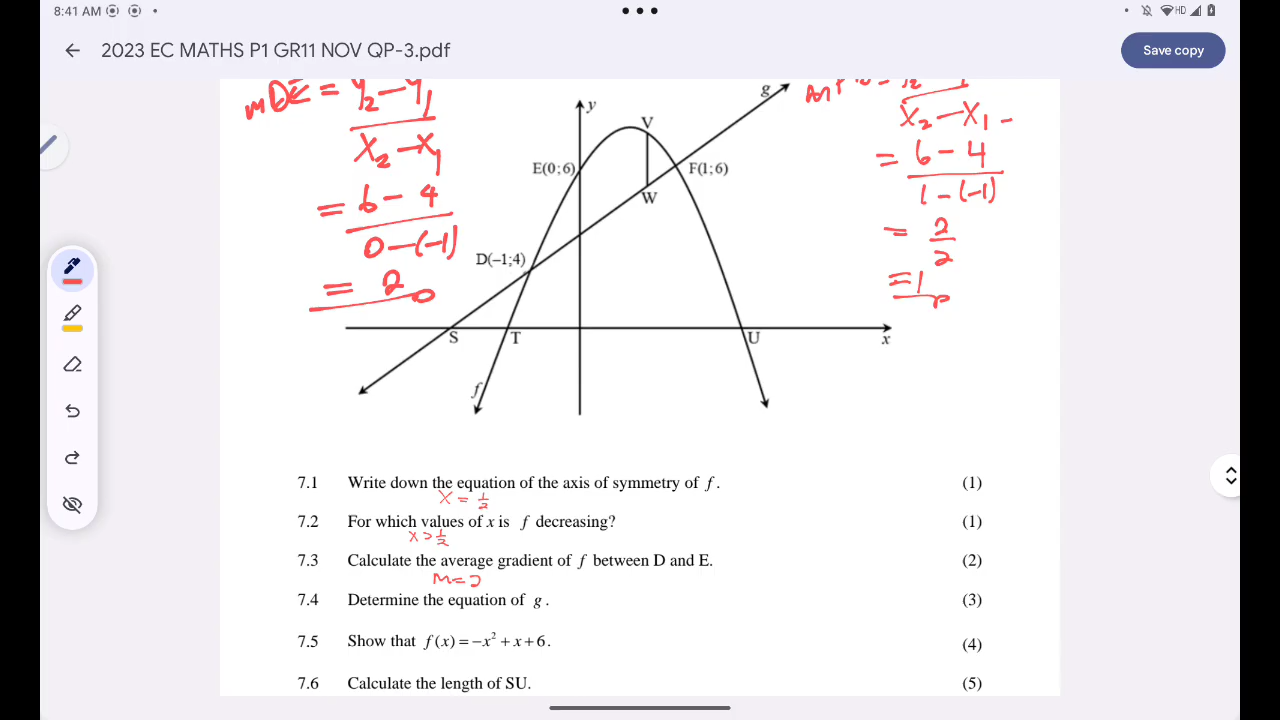 8:41 AM
HD
2023 EC MATHS P1 GR11 NOV QP-3.pdf
Save copy
mDE = y₂ − y₁
x₂ − x₁
= 6 − 4
0 − (−1)
= 2
x₂ − x₁
= 6 − 4
1 − (−1)
= 2
2
= 1
g
y
V
E(0;6)
F(1;6)
W
D(−1;4)
S
T
U
x
f
7.1 Write down the equation of the axis of symmetry of f. (1)
x = 1/2
7.2 For which values of x is f decreasing? (1)
x > 1/2
7.3 Calculate the average gradient of f between D and E. (2)
m = 2
7.4 Determine the equation of g. (3)
7.5 Show that f(x) = −x² + x + 6. (4)
7.6 Calculate the length of SU. (5)